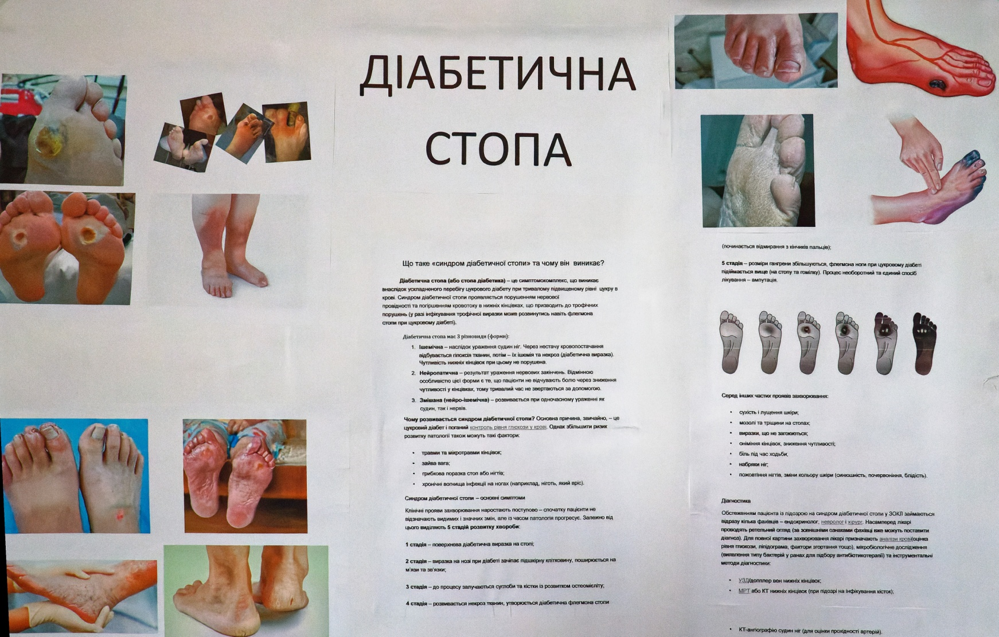 ДІАБЕТИЧНА
СТОПА
Що таке «синдром діабетичної стопи» та чому він виникає?
Діабетична стопа (або стопа діабетика) – це симптомокомплекс, що виникає
внаслідок ускладненого перебігу цукрового діабету при тривалому підвищеному рівні цукру в
крові. Синдром діабетичної стопи проявляється порушенням нервової
провідності та погіршенням кровотоку в нижніх кінцівках, що призводить до трофічних
порушень (у разі інфікування трофічної виразки може розвинутись навіть флегмона
стопи при цукровому діабеті).
Діабетична стопа має 3 різновиди (форми):
1. Ішемічна – наслідок ураження судин ніг. Через нестачу кровопостачання
відбувається гіпоксія тканин, потім – їх ішемія та некроз (діабетична виразка).
Чутливість нижніх кінцівок при цьому не порушена.
2. Нейропатична – результат ураження нервових закінчень. Відмінною
особливістю цієї форми є те, що пацієнти не відчувають болю через зниження
чутливості у кінцівках, тому тривалий час не звертаються за допомогою.
3. Змішана (нейро-ішемічна) – розвивається при одночасному ураженні як
судин, так і нервів.
Чому розвивається синдром діабетичної стопи? Основна причина, звичайно, – це
цукровий діабет і поганий контроль рівня глюкози у крові. Однак збільшити ризик
розвитку патології також можуть такі фактори:
• травми та мікротравми кінцівок;
• зайва вага;
• грибкова поразка стоп або нігтів;
• хронічні вогнища інфекції на ногах (наприклад, ніготь, який вріс).
Синдром діабетичної стопи – основні симптоми
Клінічні прояви захворювання наростають поступово – спочатку пацієнти не
відзначають видимих і значних змін, але із часом патологія прогресує. Залежно від
цього виділяють 5 стадій розвитку хвороби:
1 стадія – поверхнева діабетична виразка на стопі;
2 стадія – виразка на нозі при діабеті зачіпає підшкірну клітковину, поширюється на
м'язи та зв'язки;
3 стадія – до процесу залучаються суглоби та кістки із розвитком остеомієліту;
4 стадія – розвивається некроз тканин, утворюється діабетична флегмона стопи
(починається відмирання з кінчиків пальців);
5 стадія – розміри гангрени збільшуються, флегмона ноги при цукровому діабеті
підіймається вище (на стопу та гомілку). Процес необоротний та єдиний спосіб
лікування – ампутація.
Серед інших частих проявів захворювання:
• сухість і лущення шкіри;
• мозолі та тріщини на стопах;
• виразки, що не загоюються;
• оніміння кінцівок, зниження чутливості;
• біль під час ходьби;
• набряки ніг;
• пожовтіння нігтів, зміни кольору шкіри (синюшність, почервоніння, блідість).
Діагностика
Обстеженням пацієнта із підозрою на синдром діабетичної стопи у ЗОКЛ займаються
відразу кілька фахівців – ендокринолог, невролог і хірург. Насамперед лікарі
проводять ретельний огляд (за зовнішніми ознаками фахівці вже можуть поставити
діагноз). Для повної картини захворювання лікарі призначають аналізи крові(оцінка
рівня глюкози, ліпідограма, фактори згортання тощо), мікробіологічне дослідження
(виявлення типу бактерій у ранах для підбору антибіотикотерапії) та інструментальні
методи діагностики:
• УЗД/допплер вен нижніх кінцівок;
• МРТ або КТ нижніх кінцівок (при підозрі на інфікування кісток);
• КТ-ангіографію судин ніг (для оцінки прохідності артерій).